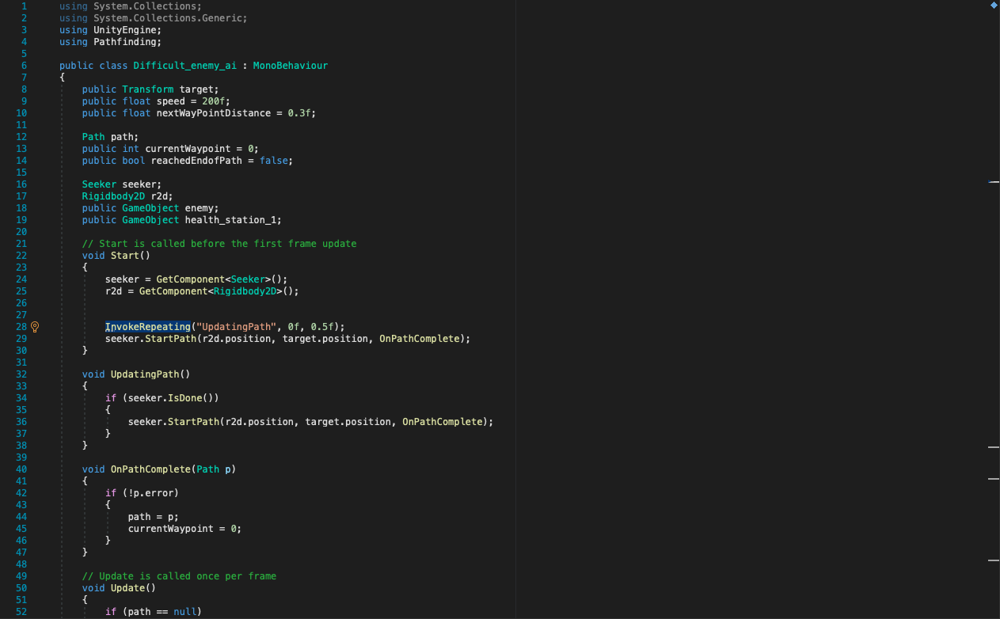 1 using System.Collections;
2 using System.Collections.Generic;
3 using UnityEngine;
4 using Pathfinding;
5
6 public class Difficult_enemy_ai : MonoBehaviour
7 {
8 public Transform target;
9 public float speed = 200f;
10 public float nextWayPointDistance = 0.3f;
11
12 Path path;
13 public int currentWaypoint = 0;
14 public bool reachedEndofPath = false;
15
16 Seeker seeker;
17 Rigidbody2D r2d;
18 public GameObject enemy;
19 public GameObject health_station_1;
20
21 // Start is called before the first frame update
22 void Start()
23 {
24 seeker = GetComponent<Seeker>();
25 r2d = GetComponent<Rigidbody2D>();
26
27
28 InvokeRepeating("UpdatingPath", 0f, 0.5f);
29 seeker.StartPath(r2d.position, target.position, OnPathComplete);
30 }
31
32 void UpdatingPath()
33 {
34 if (seeker.IsDone())
35 {
36 seeker.StartPath(r2d.position, target.position, OnPathComplete);
37 }
38 }
39
40 void OnPathComplete(Path p)
41 {
42 if (!p.error)
43 {
44 path = p;
45 currentWaypoint = 0;
46 }
47 }
48
49 // Update is called once per frame
50 void Update()
51 {
52 if (path == null)